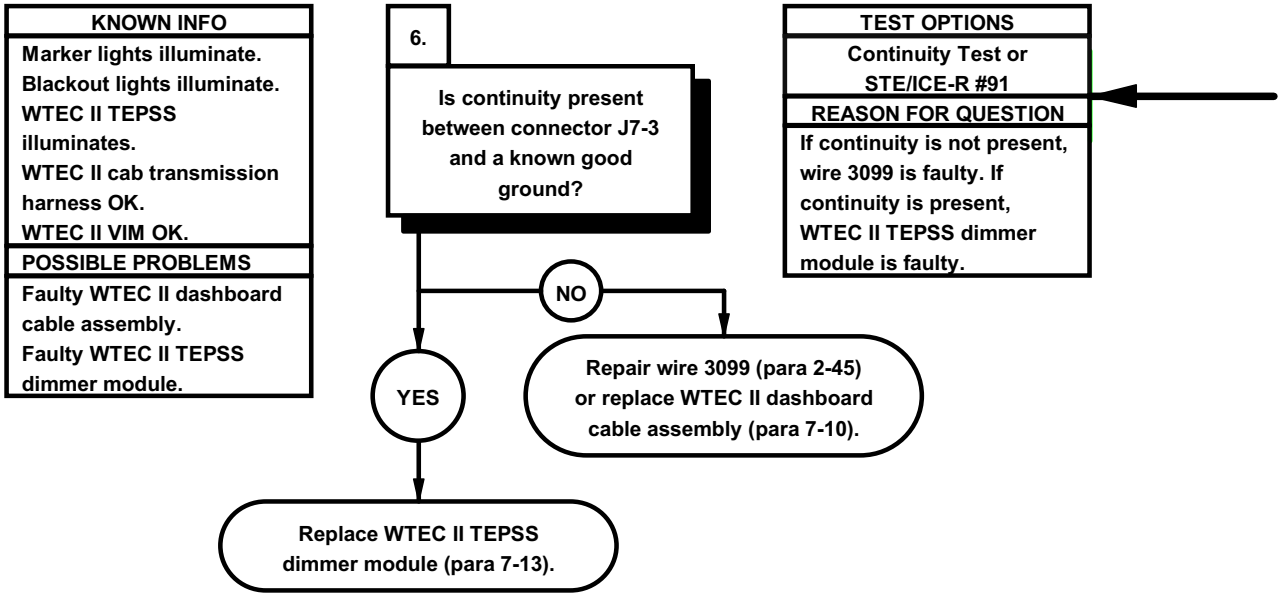 KNOWN INFO
Marker lights illuminate.
Blackout lights illuminate.
WTEC II TEPSS
illuminates.
WTEC II cab transmission
harness OK.
WTEC II VIM OK.
POSSIBLE PROBLEMS
Faulty WTEC II dashboard
cable assembly.
Faulty WTEC II TEPSS
dimmer module.
6.
Is continuity present
between connector J7-3
and a known good
ground?
TEST OPTIONS
Continuity Test or
STE/ICE-R #91
REASON FOR QUESTION
If continuity is not present,
wire 3099 is faulty. If
continuity is present,
WTEC II TEPSS dimmer
module is faulty.
NO
YES
Repair wire 3099 (para 2-45)
or replace WTEC II dashboard
cable assembly (para 7-10).
Replace WTEC II TEPSS
dimmer module (para 7-13).